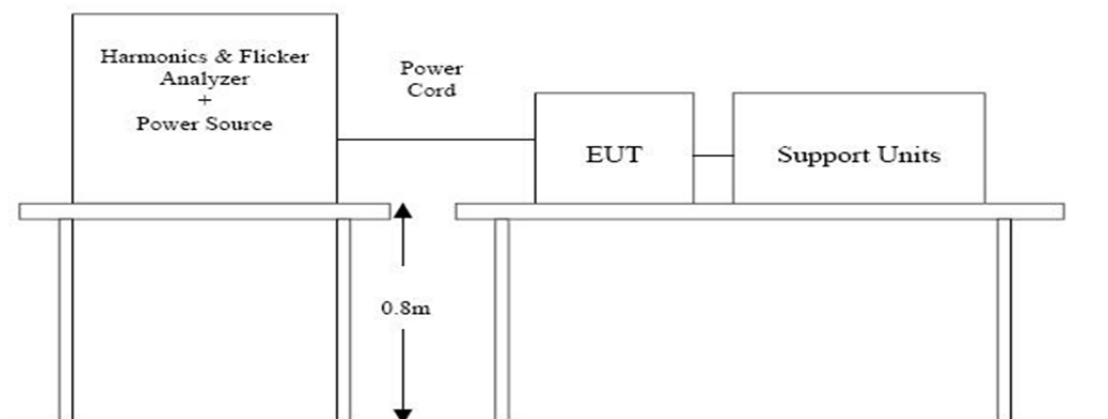 Harmonics & Flicker
Analyzer
+
Power Source
Power
Cord
EUT
Support Units
0.8m